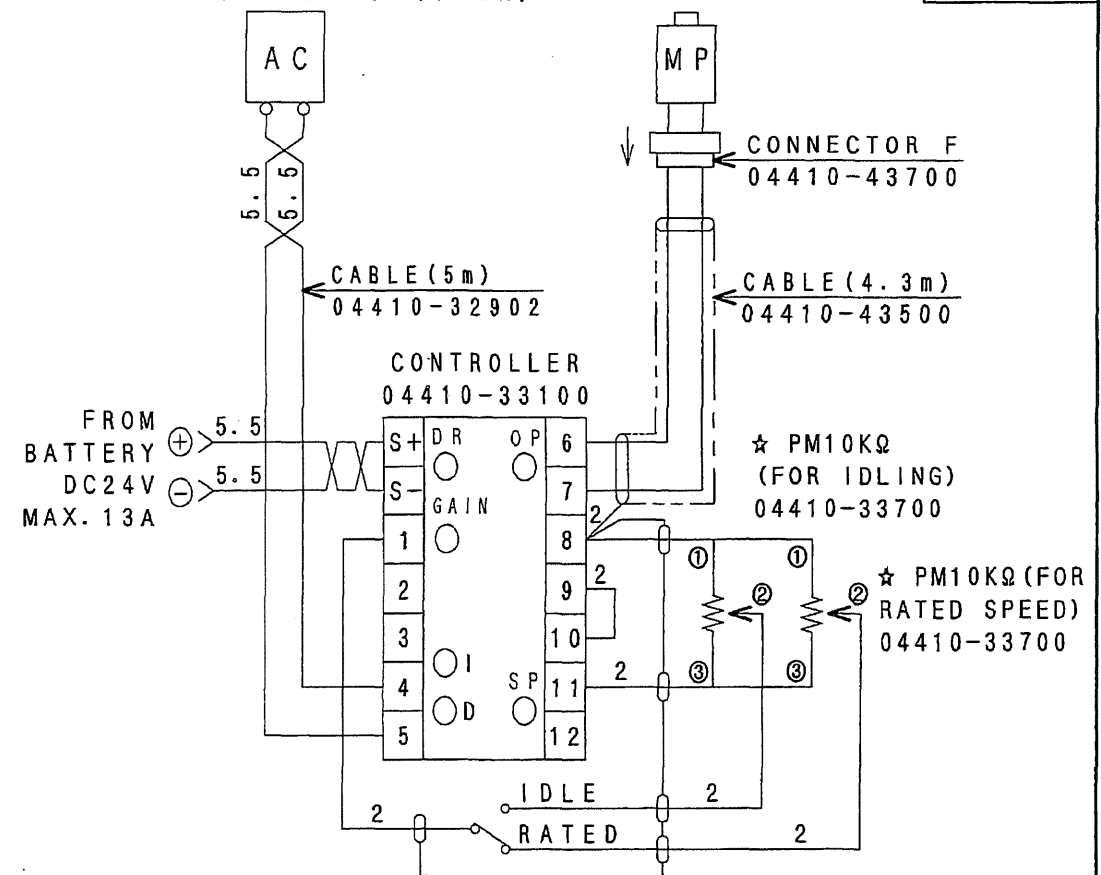 AC
MP
CONNECTOR F
04410-43700
5.5
5.5
CABLE(5m)
04410-32902
CABLE(4.3m)
04410-43500
CONTROLLER
04410-33100
FROM
BATTERY
DC24V
MAX.13A
+
5.5
-
5.5
S+
S-
1
2
3
4
5
DR
OP
GAIN
I
D
SP
6
7
8
9
10
11
12
2
2
2
☆ PM10KΩ
(FOR IDLING)
04410-33700
①
②
③
①
②
③
☆ PM10KΩ(FOR
RATED SPEED)
04410-33700
IDLE
2
2
RATED
2